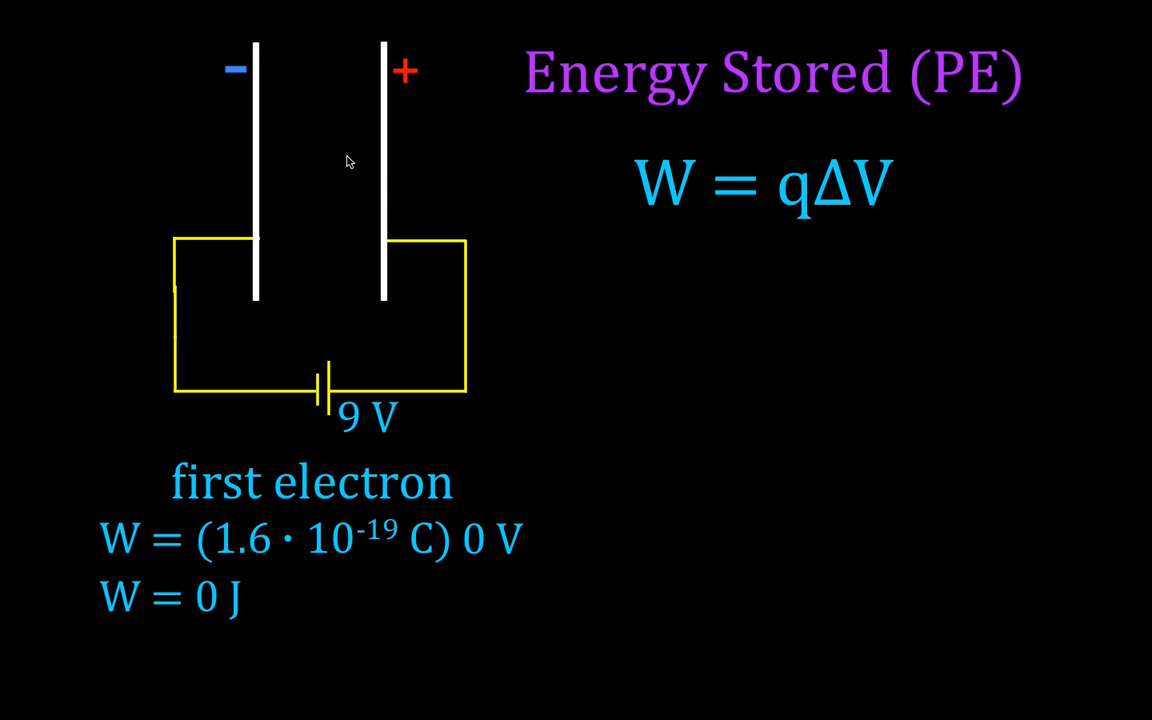 - +
Energy Stored (PE)
W = qΔV
9 V
first electron
W = (1.6 · 10⁻¹⁹ C) 0 V
W = 0 J